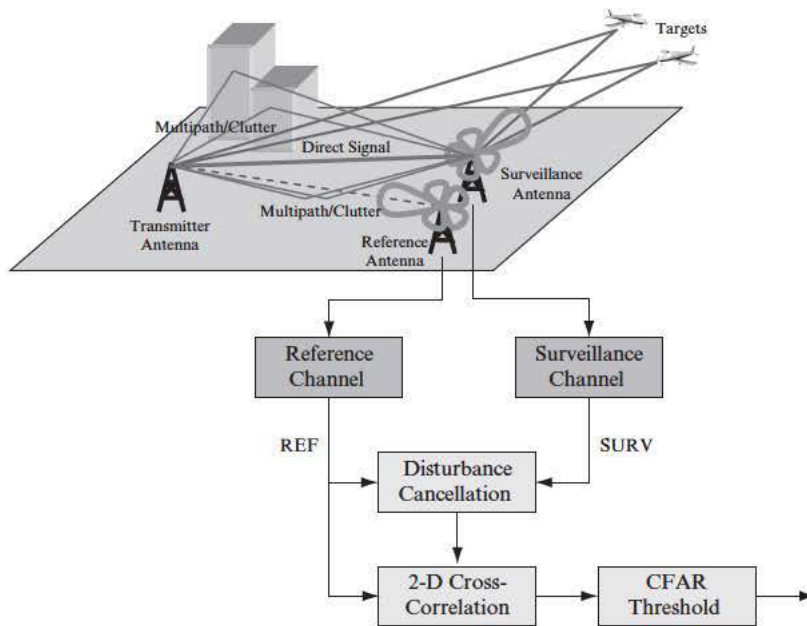 Targets
Multipath/Clutter
Direct Signal
Surveillance
Antenna
Transmitter
Antenna
Multipath/Clutter
Reference
Antenna
Reference
Channel
Surveillance
Channel
REF
SURV
Disturbance
Cancellation
2-D Cross-
Correlation
CFAR
Threshold